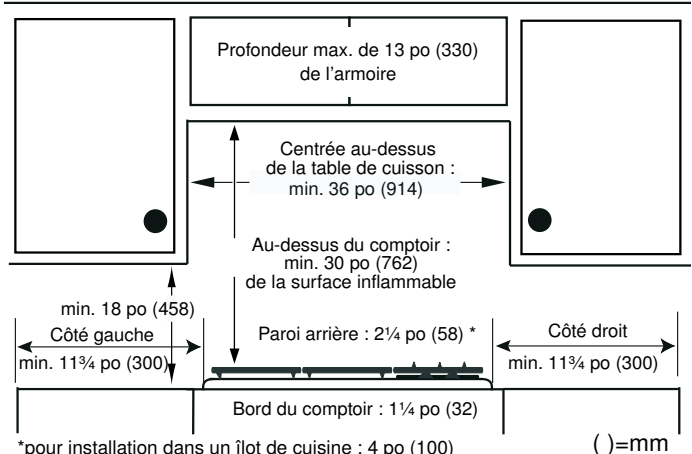 Profondeur max. de 13 po (330)
de l'armoire
Centrée au-dessus
de la table de cuisson :
min. 36 po (914)
Au-dessus du comptoir :
min. 30 po (762)
de la surface inflammable
min. 18 po (458)
Côté gauche
min. 11¾ po (300)
Paroi arrière : 2¼ po (58) *
Côté droit
min. 11¾ po (300)
Bord du comptoir : 1¼ po (32)
*pour installation dans un îlot de cuisine : 4 po (100)
( )=mm